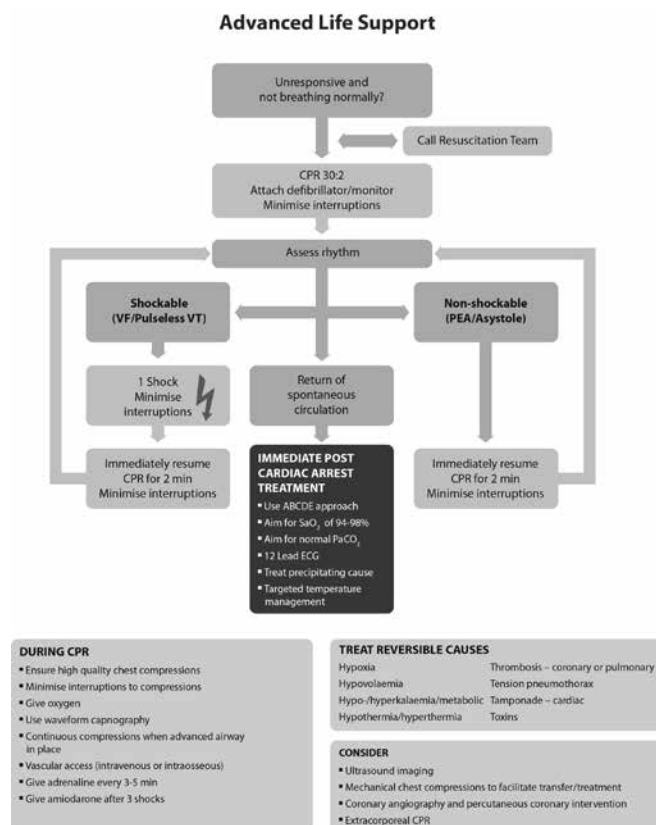 Advanced Life Support
Unresponsive and
not breathing normally?
Call Resuscitation Team
CPR 30:2
Attach defibrillator/monitor
Minimise interruptions
Assess rhythm
Shockable
(VF/Pulseless VT)
Non-shockable
(PEA/Asystole)
1 Shock
Minimise
interruptions
Return of
spontaneous
circulation
Immediately resume
CPR for 2 min
Minimise interruptions
IMMEDIATE POST
CARDIAC ARREST
TREATMENT
▪ Use ABCDE approach
▪ Aim for SaO₂ of 94-98%
▪ Aim for normal PaCO₂
▪ 12 Lead ECG
▪ Treat precipitating cause
▪ Targeted temperature
management
Immediately resume
CPR for 2 min
Minimise interruptions
DURING CPR
▪ Ensure high quality chest compressions
▪ Minimise interruptions to compressions
▪ Give oxygen
▪ Use waveform capnography
▪ Continuous compressions when advanced airway
in place
▪ Vascular access (intravenous or intraosseous)
▪ Give adrenaline every 3-5 min
▪ Give amiodarone after 3 shocks
TREAT REVERSIBLE CAUSES
Hypoxia Thrombosis – coronary or pulmonary
Hypovolaemia Tension pneumothorax
Hypo-/hyperkalaemia/metabolic Tamponade – cardiac
Hypothermia/hyperthermia Toxins
CONSIDER
▪ Ultrasound imaging
▪ Mechanical chest compressions to facilitate transfer/treatment
▪ Coronary angiography and percutaneous coronary intervention
▪ Extracorporeal CPR